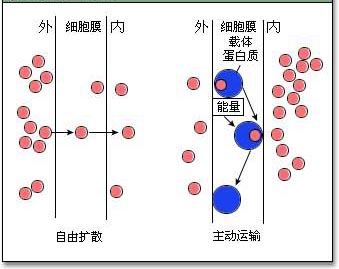 外 细胞膜 内
外 细胞膜 内
载体
蛋白质
能量
自由扩散
主动运输